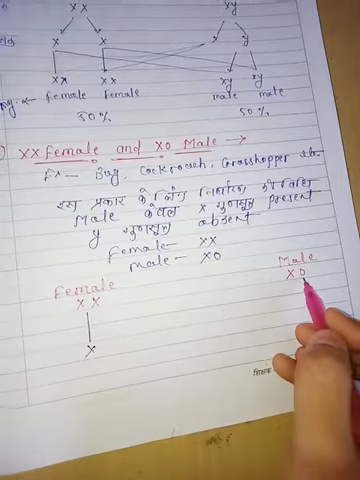 XX XY
X X X Y
XX XX XY XY
Female Female male male
50% 50%
XX Female and XO Male →
Ex - Bug, Cockroach, Grasshopper etc.
इस प्रकार के लिंग निर्धारण की विधि
Male केवल X गुणसूत्र present
y गुणसूत्र absent
Female - XX
male - XO
Female Male
XX XO
X
शिक्षक